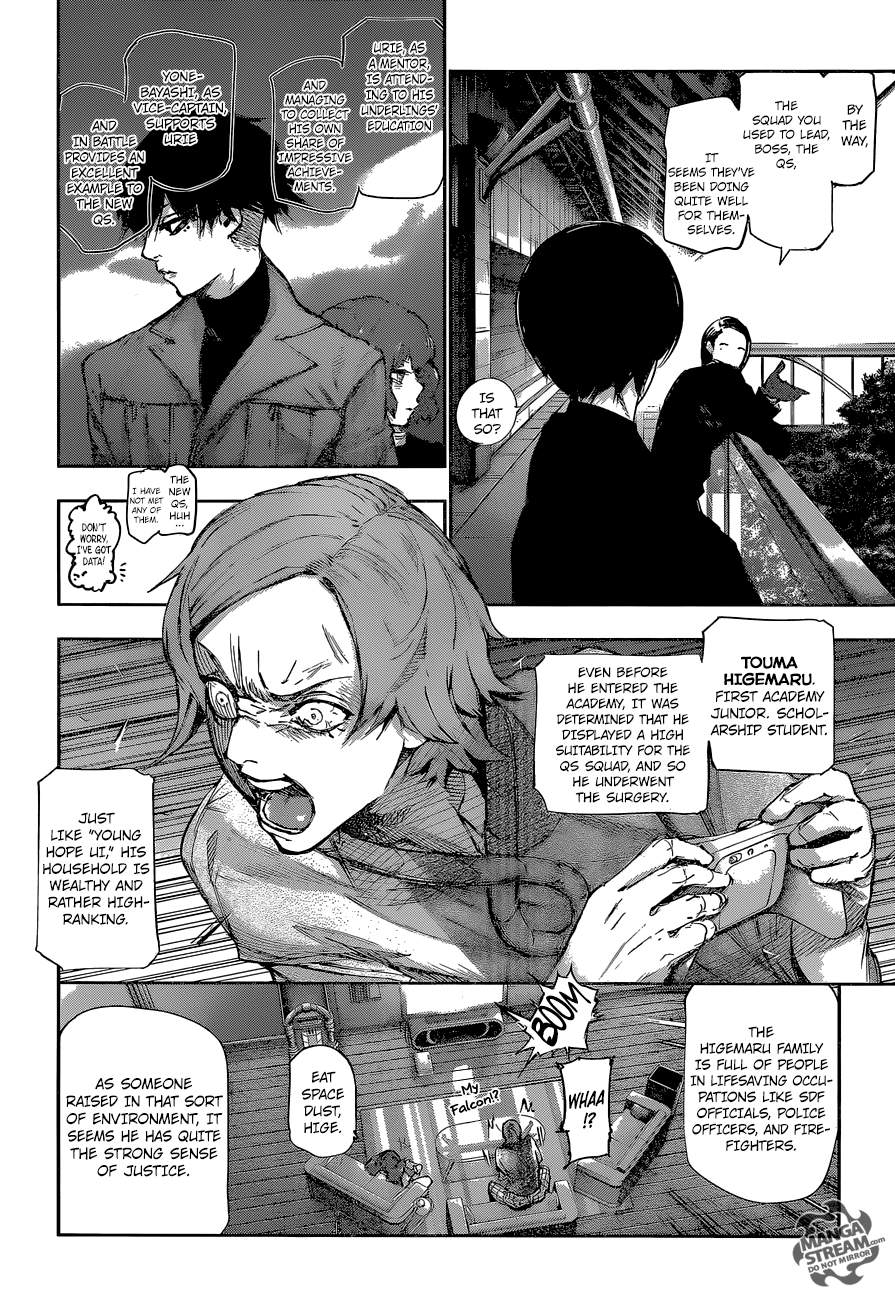 BY
THE WAY,
THE
SQUAD YOU
USED TO LEAD,
BOSS, THE
QS,
IT
SEEMS THEY'VE
BEEN DOING
QUITE WELL
FOR THEM-
SELVES.
IS
THAT
SO?
URIE, AS
A MENTOR,
IS ATTEND-
ING TO HIS
UNDERLINGS'
EDUCATION
AND
MANAGING
TO COLLECT
HIS OWN
SHARE OF
IMPRESSIVE
ACHIEVE-
MENTS.
YONE-
BAYASHI, AS
VICE-CAPTAIN,
SUPPORTS
URIE
AND
IN BATTLE
PROVIDES AN
EXCELLENT
EXAMPLE TO
THE NEW
QS.
THE
NEW
QS,
HUH
...
I HAVE
NOT MET
ANY OF
THEM.
DON'T
WORRY,
I'VE GOT
DATA!
TOUMA
HIGEMARU.
FIRST ACADEMY
JUNIOR. SCHOL-
ARSHIP STUDENT.
EVEN BEFORE
HE ENTERED THE
ACADEMY, IT WAS
DETERMINED THAT HE
DISPLAYED A HIGH
SUITABILITY FOR THE
QS SQUAD, AND SO
HE UNDERWENT
THE SURGERY.
JUST
LIKE "YOUNG
HOPE UI," HIS
HOUSEHOLD IS
WEALTHY AND
RATHER HIGH-
RANKING.
THE
HIGEMARU FAMILY
IS FULL OF PEOPLE
IN LIFESAVING OCCU-
PATIONS LIKE SDF
OFFICIALS, POLICE
OFFICERS, AND FIRE-
FIGHTERS.
BOOM
WHAA
!?
My
Falcon!?
EAT
SPACE
DUST,
HIGE.
AS SOMEONE
RAISED IN THAT SORT
OF ENVIRONMENT, IT
SEEMS HE HAS QUITE
THE STRONG SENSE
OF JUSTICE.
MANGA
STREAM.com
DO NOT MIRROR